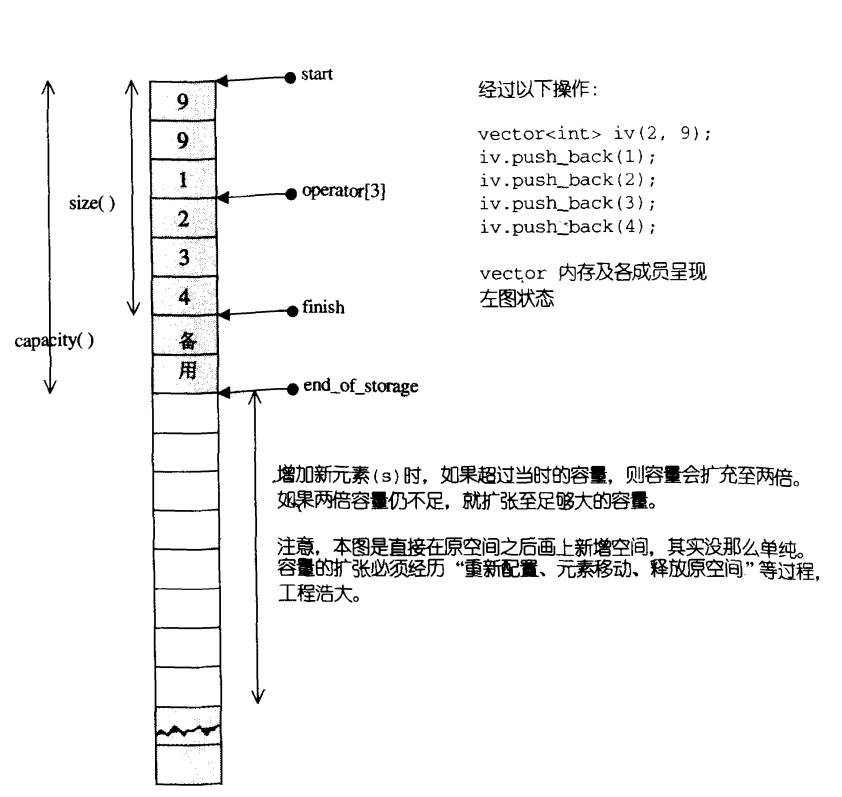 start
9
9
1
operator[3]
size( )
2
3
4
finish
capacity( )
备
用
end_of_storage
经过以下操作：
vector<int> iv(2, 9);
iv.push_back(1);
iv.push_back(2);
iv.push_back(3);
iv.push_back(4);
vector 内存及各成员呈现
左图状态
增加新元素(s)时，如果超过当时的容量，则容量会扩充至两倍。
如果两倍容量仍不足，就扩张至足够大的容量。
注意，本图是直接在原空间之后画上新增空间，其实没那么单纯。
容量的扩张必须经历“重新配置、元素移动、释放原空间”等过程，
工程浩大。